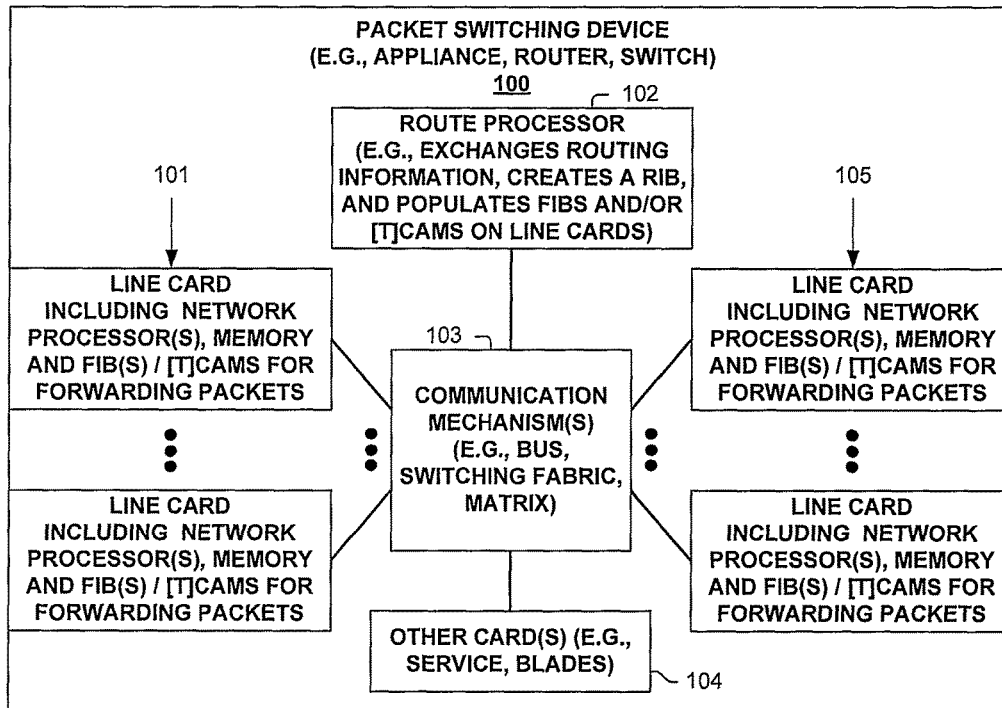 PACKET SWITCHING DEVICE
(E.G., APPLIANCE, ROUTER, SWITCH)
100
102
ROUTE PROCESSOR
(E.G., EXCHANGES ROUTING
INFORMATION, CREATES A RIB,
AND POPULATES FIBS AND/OR
[T]CAMS ON LINE CARDS)
101
LINE CARD
INCLUDING NETWORK
PROCESSOR(S), MEMORY
AND FIB(S) / [T]CAMS FOR
FORWARDING PACKETS
105
LINE CARD
INCLUDING NETWORK
PROCESSOR(S), MEMORY
AND FIB(S) / [T]CAMS FOR
FORWARDING PACKETS
103
COMMUNICATION
MECHANISM(S)
(E.G., BUS,
SWITCHING FABRIC,
MATRIX)
LINE CARD
INCLUDING NETWORK
PROCESSOR(S), MEMORY
AND FIB(S) / [T]CAMS FOR
FORWARDING PACKETS
LINE CARD
INCLUDING NETWORK
PROCESSOR(S), MEMORY
AND FIB(S) / [T]CAMS FOR
FORWARDING PACKETS
OTHER CARD(S) (E.G.,
SERVICE, BLADES)
104